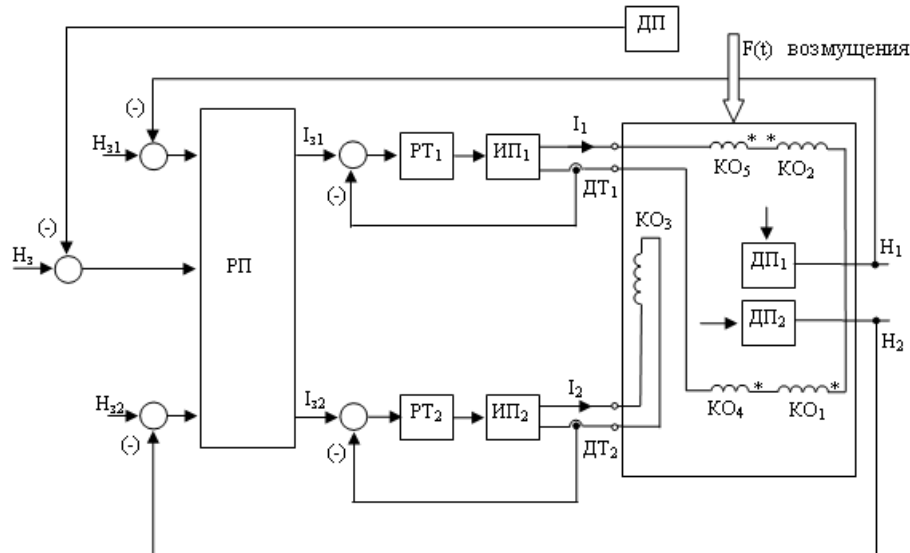 ДП
F(t) возмущения
(-)
Hз1
Iз1
РТ1
ИП1
I1
* *
КО5
КО2
(-)
ДТ1
КО3
(-)
Hз
РП
ДП1
H1
ДП2
H2
Hз2
(-)
Iз2
РТ2
ИП2
I2
(-)
ДТ2
* *
КО4
КО1